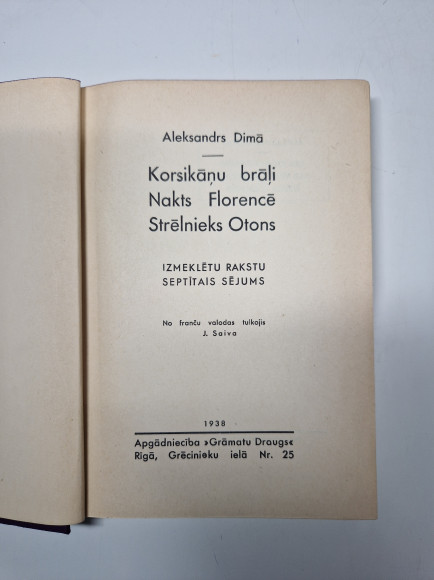 Aleksandrs Dimā
Korsikāņu brāļi
Nakts Florencē
Strēlnieks Otons
IZMEKLĒTU RAKSTU
SEPTĪTAIS SĒJUMS
No franču valodas tulkojis
J. Saiva
1938
Apgādniecība »Grāmatu Draugs«
Rīgā, Grēcinieku ielā Nr. 25